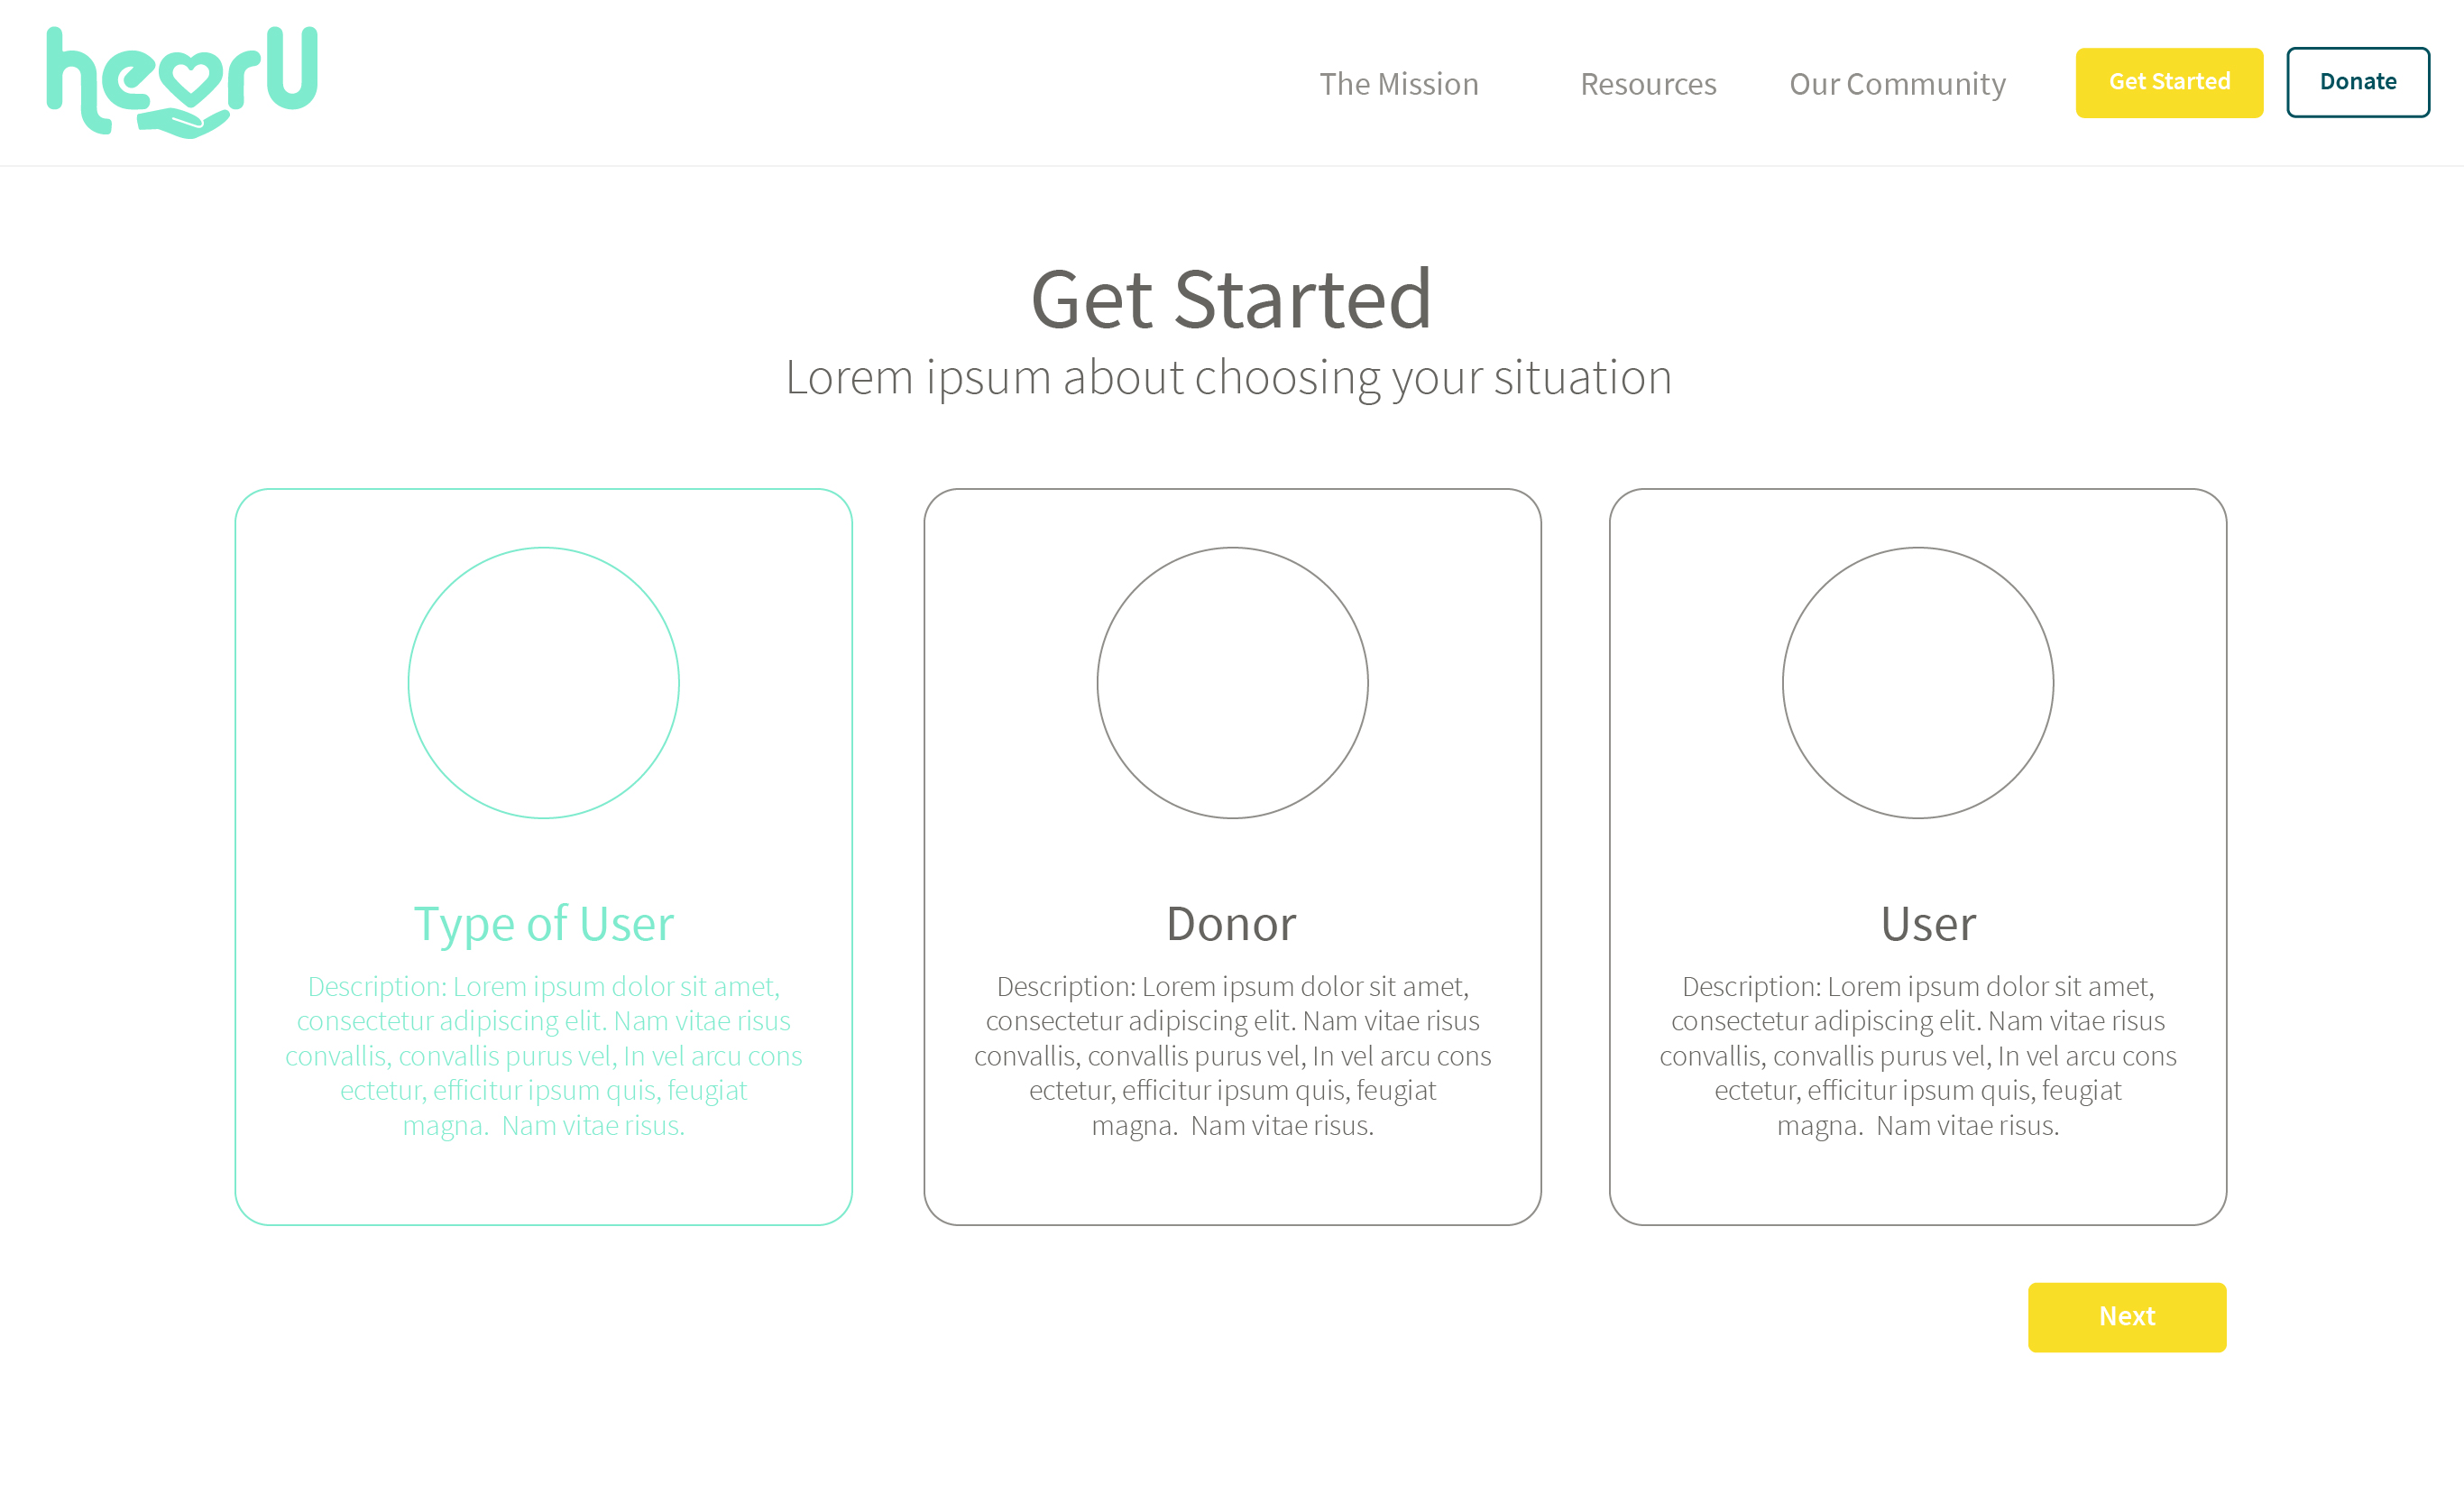 hearU
The Mission
Resources
Our Community
Get Started
Donate
Get Started
Lorem ipsum about choosing your situation
Type of User
Description: Lorem ipsum dolor sit amet,
consectetur adipiscing elit. Nam vitae risus
convallis, convallis purus vel, In vel arcu cons
ectetur, efficitur ipsum quis, feugiat
magna.  Nam vitae risus.
Donor
Description: Lorem ipsum dolor sit amet,
consectetur adipiscing elit. Nam vitae risus
convallis, convallis purus vel, In vel arcu cons
ectetur, efficitur ipsum quis, feugiat
magna.  Nam vitae risus.
User
Description: Lorem ipsum dolor sit amet,
consectetur adipiscing elit. Nam vitae risus
convallis, convallis purus vel, In vel arcu cons
ectetur, efficitur ipsum quis, feugiat
magna.  Nam vitae risus.
Next